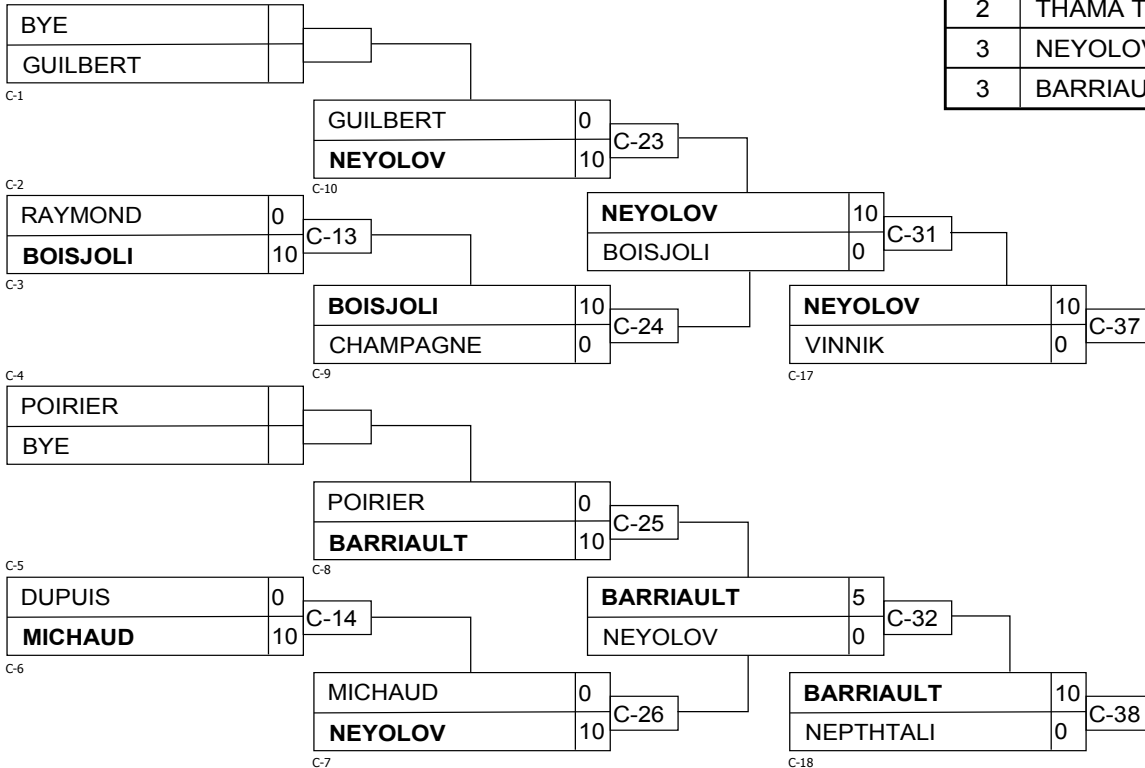 BYE
GUILBERT
C-1
2 THAMA
3
3
GUILBERT 0
NEYOLOV 10
C-23
C-10
C-2
RAYMOND 0
BOISJOLI 10
C-13
C-3
NEYOLOV 10
BOISJOLI 0
C-31
BOISJOLI 10
CHAMPAGNE 0
C-24
C-9
NEYOLOV 10
VINNIK 0
C-37
C-17
C-4
POIRIER
BYE
POIRIER 0
BARRIAULT 10
C-25
C-8
C-5
DUPUIS 0
MICHAUD 10
C-14
C-6
BARRIAULT 5
NEYOLOV 0
C-32
MICHAUD 0
NEYOLOV 10
C-26
C-7
BARRIAULT 10
NEPTHTALI 0
C-38
C-18